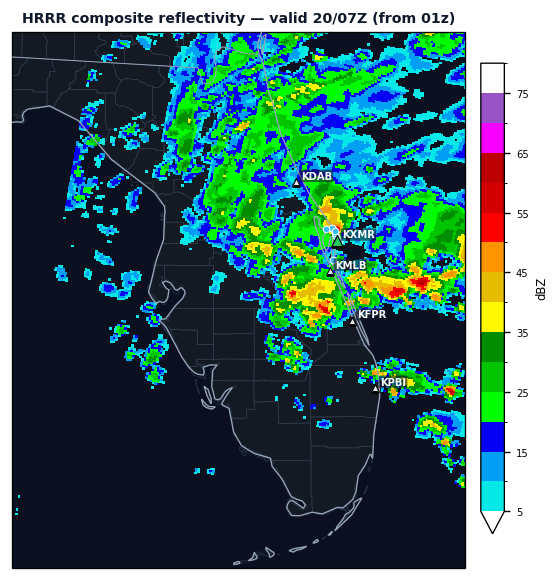 HRRR composite reflectivity — valid 20/07Z (from 01z)
KDAB
KXMR
KMLB
KFPR
KPBI
75
65
55
45
35
25
15
5
dBZ